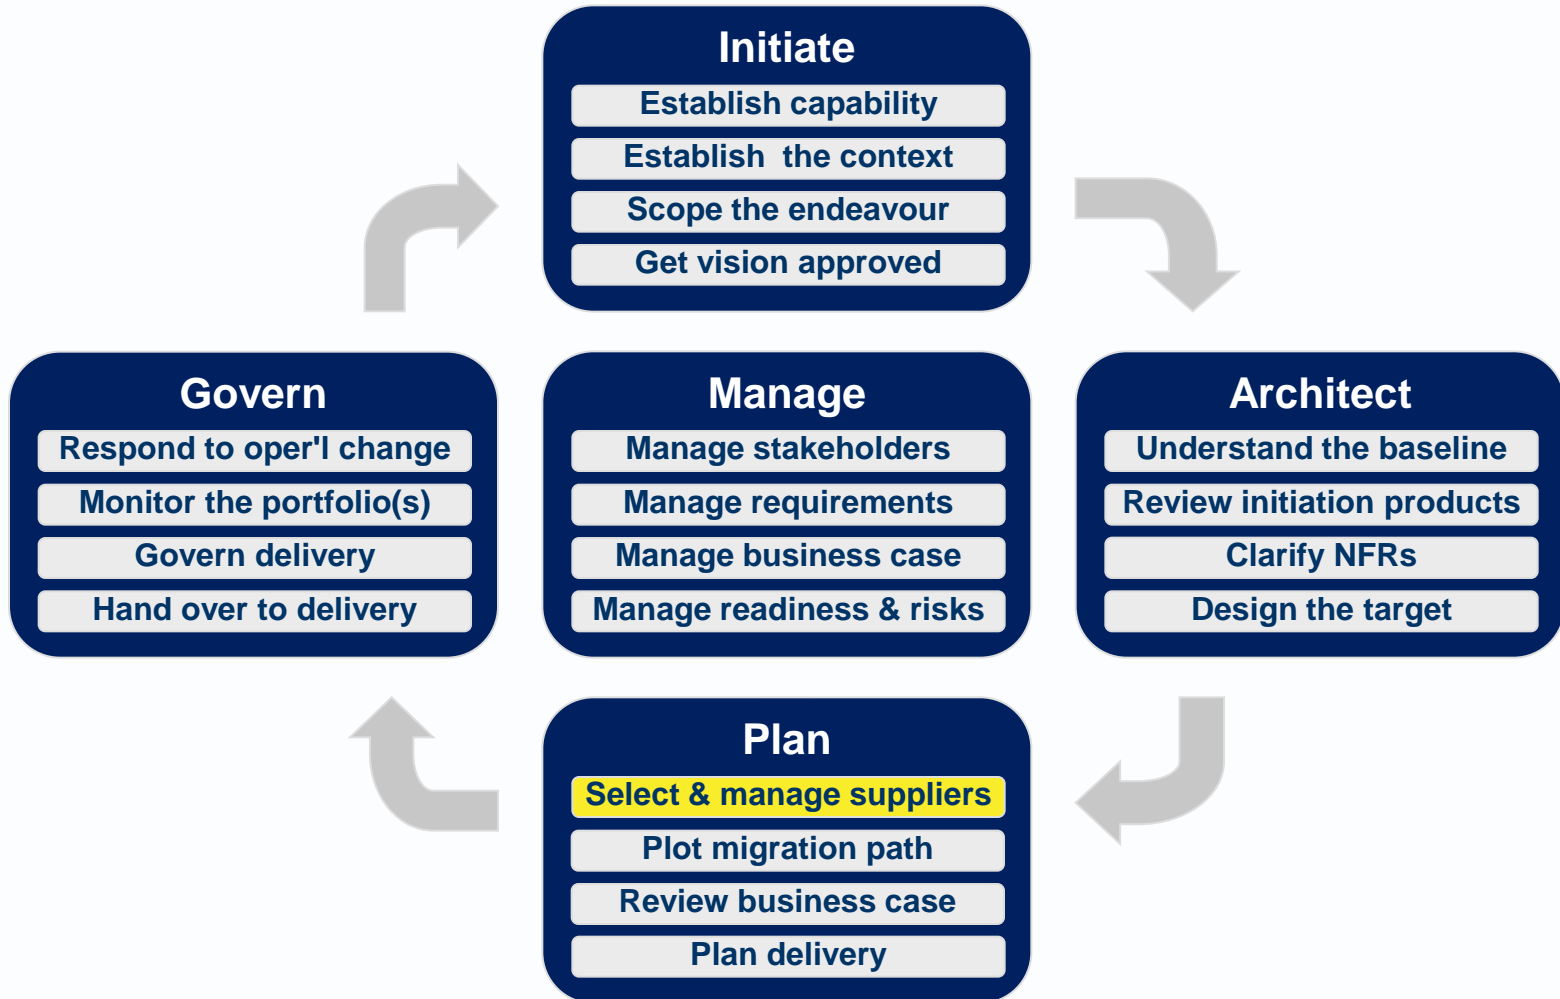 Initiate
Establish capability
Establish  the context
Scope the endeavour
Get vision approved
Govern
Respond to oper'l change
Monitor the portfolio(s)
Govern delivery
Hand over to delivery
Manage
Manage stakeholders
Manage requirements
Manage business case
Manage readiness & risks
Architect
Understand the baseline
Review initiation products
Clarify NFRs
Design the target
Plan
Select & manage suppliers
Plot migration path
Review business case
Plan delivery